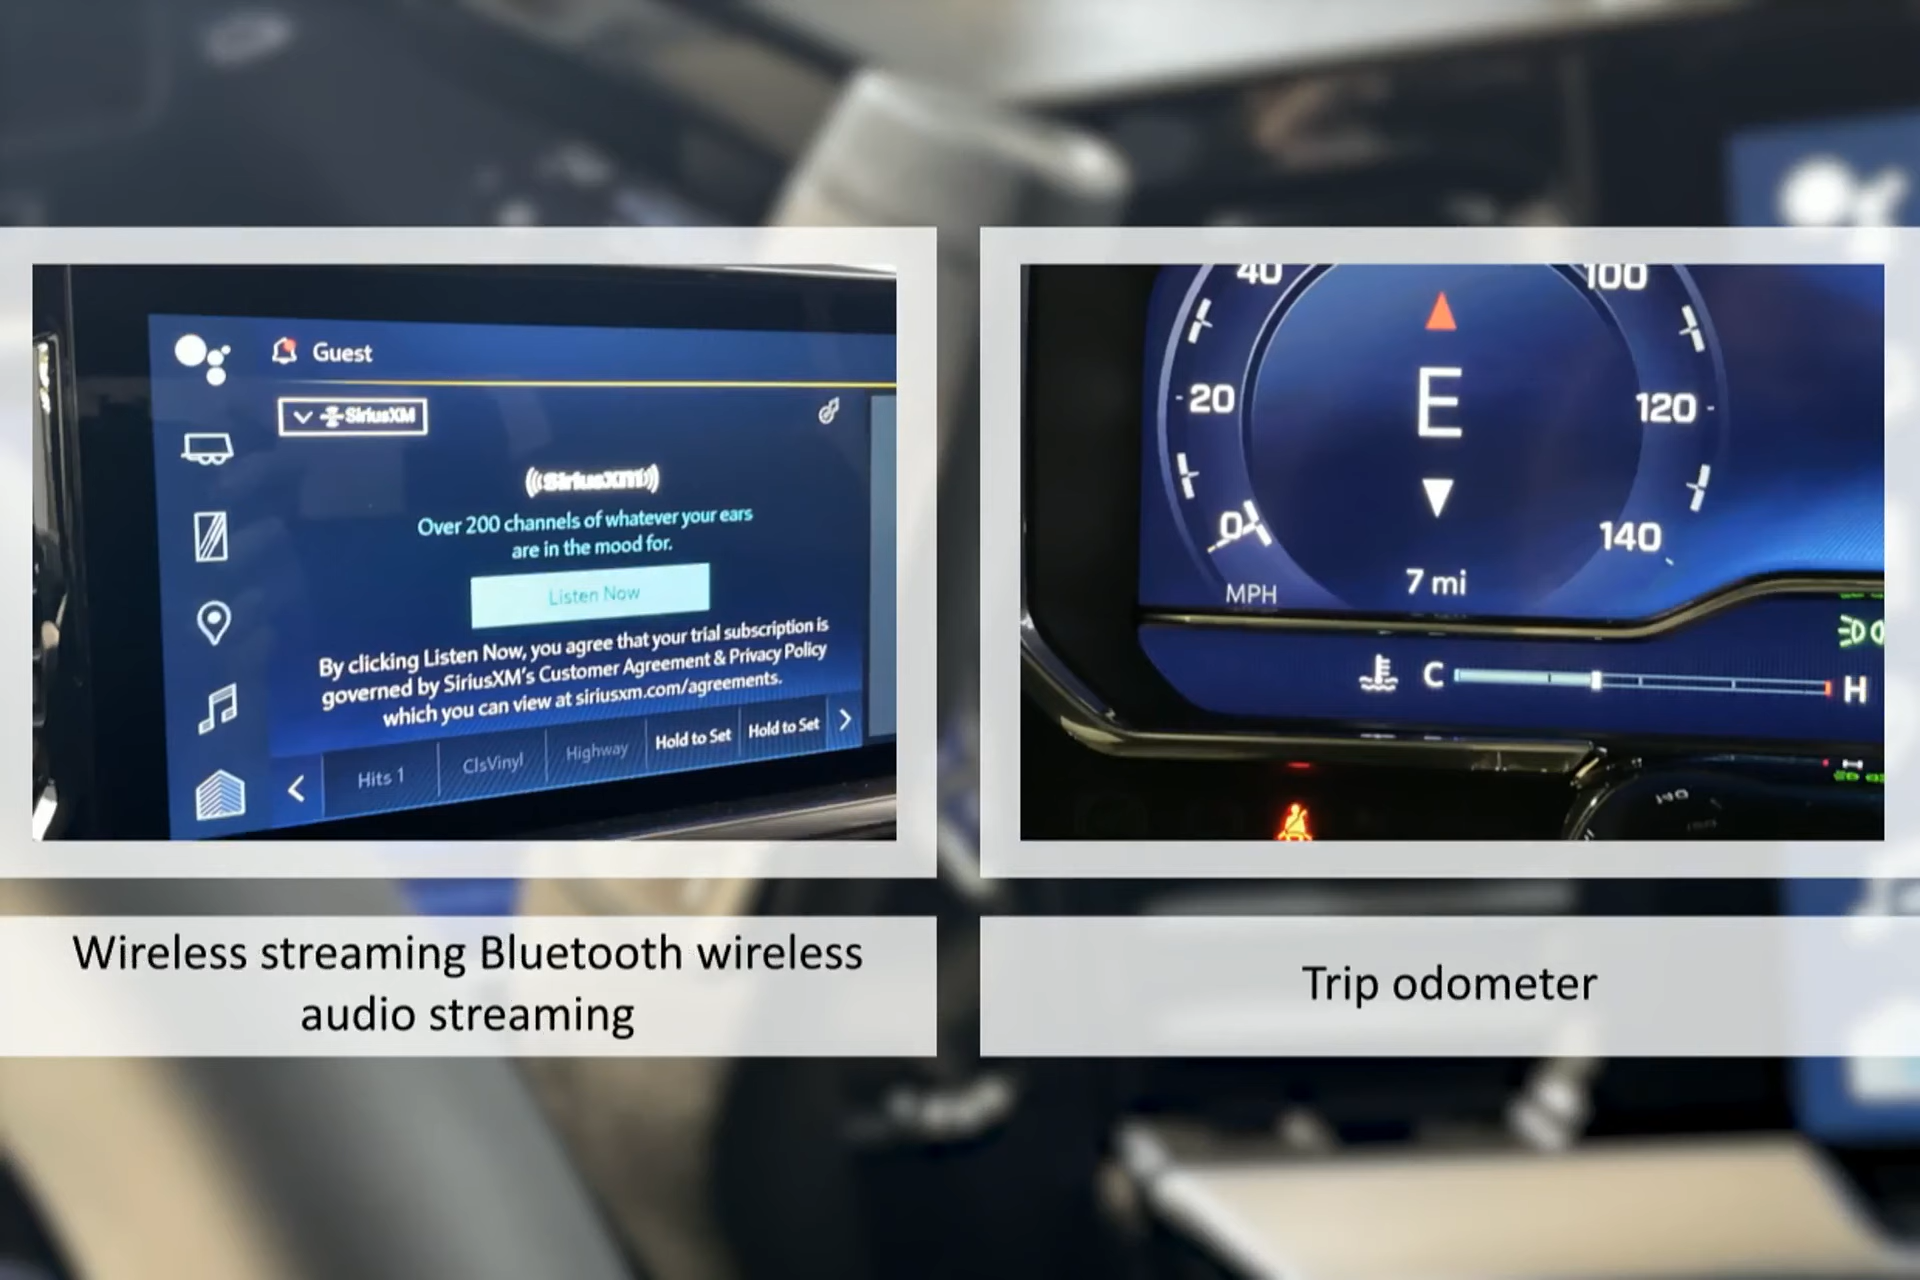 Guest
SiriusXM
SiriusXM
Over 200 channels of whatever your ears
are in the mood for.
Listen Now
By clicking Listen Now, you agree that your trial subscription is
governed by SiriusXM's Customer Agreement & Privacy Policy
which you can view at siriusxm.com/agreements.
Hits 1
ClsVinyl
Highway
Hold to Set
Hold to Set
40
100
E
20
120
0
140
7 mi
MPH
C
H
140
Wireless streaming Bluetooth wireless
audio streaming
Trip odometer